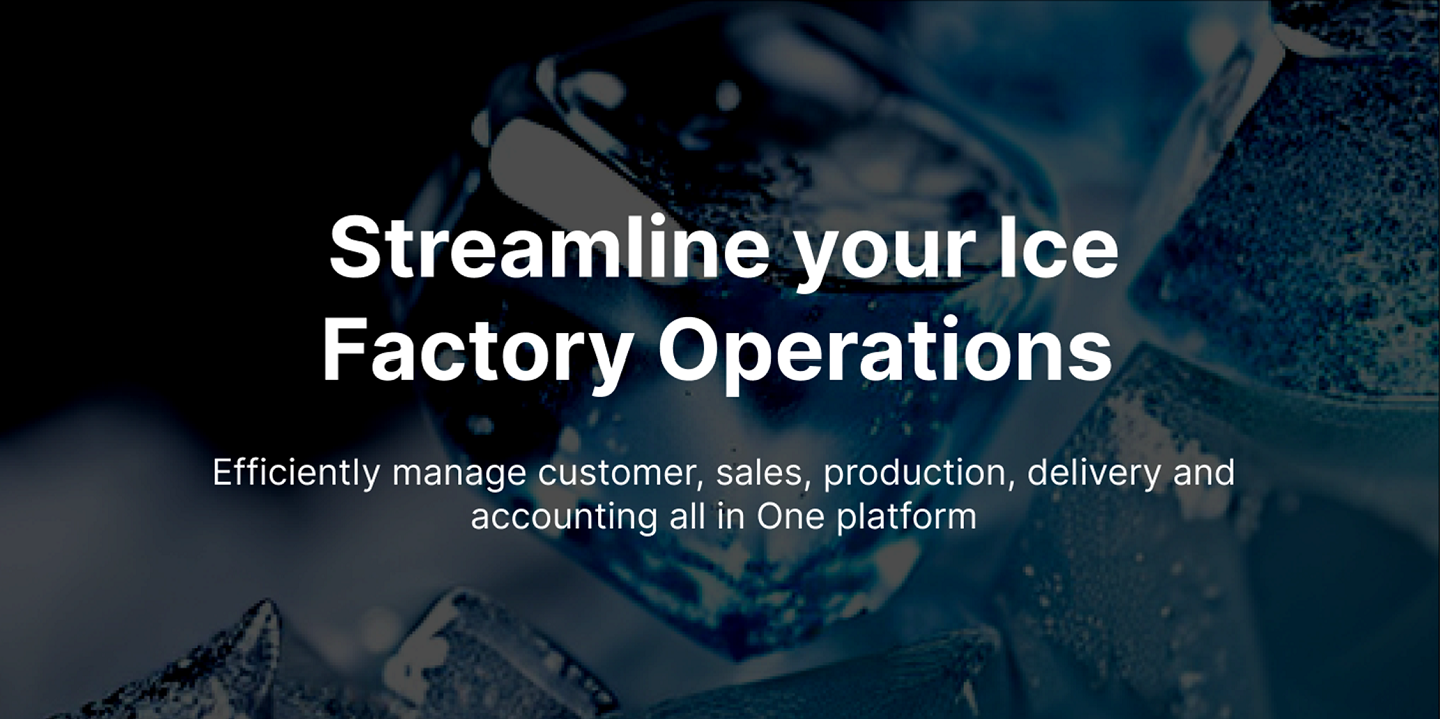 Streamline your Ice
Factory Operations
Efficiently manage customer, sales, production, delivery and
accounting all in One platform